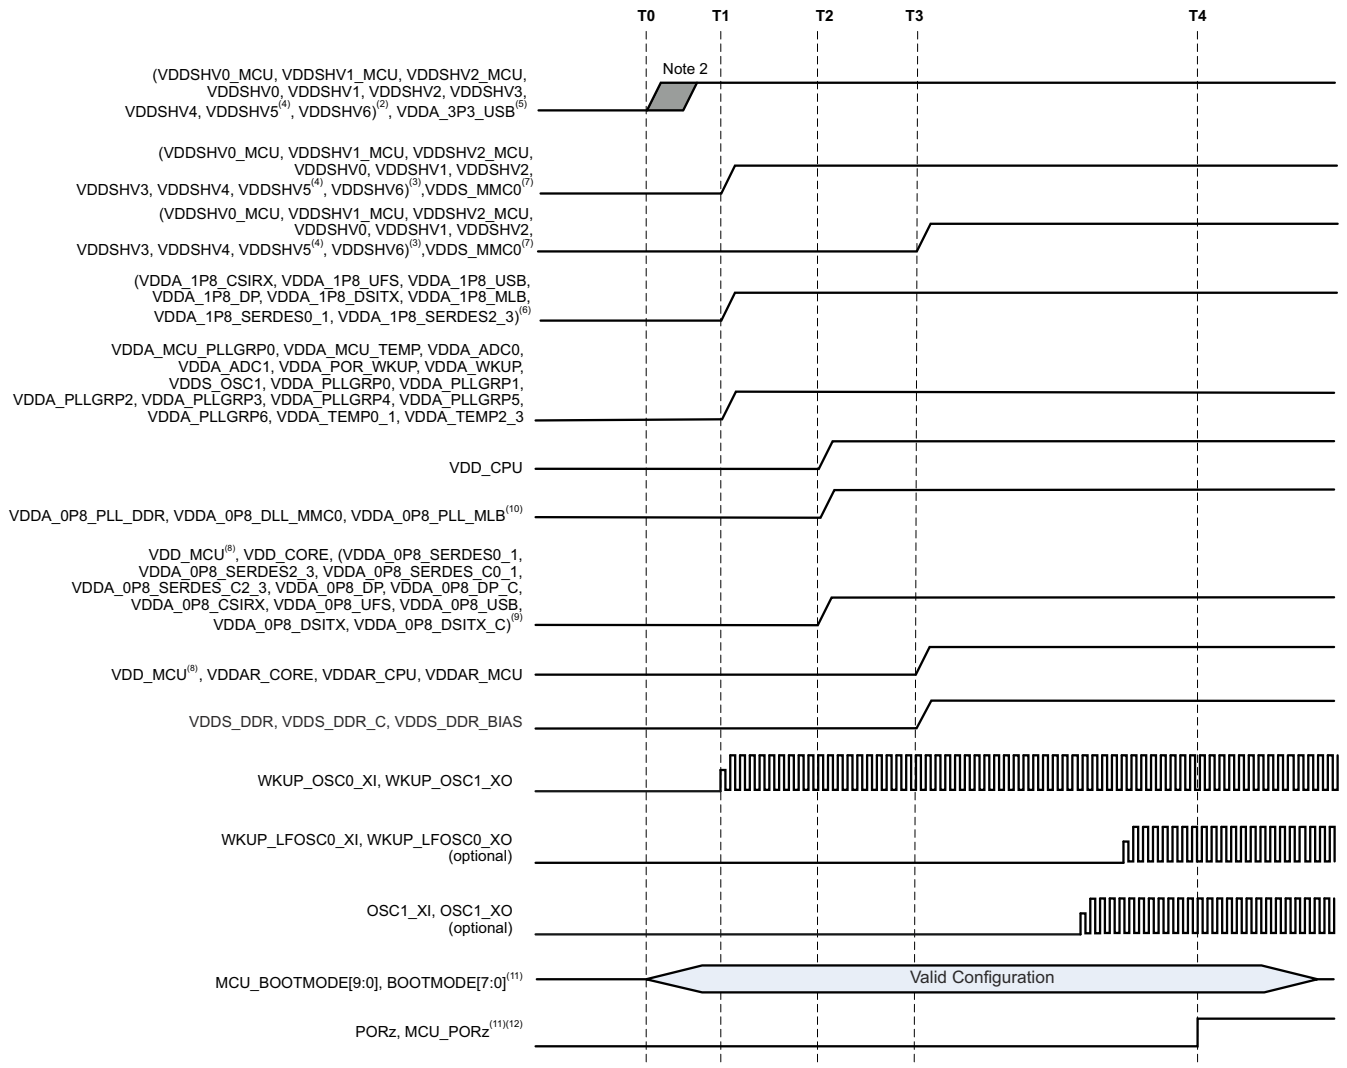 T0 T1 T2 T3 T4
Note 2
(VDDSHV0_MCU, VDDSHV1_MCU, VDDSHV2_MCU,
VDDSHV0, VDDSHV1, VDDSHV2, VDDSHV3,
VDDSHV4, VDDSHV5(4), VDDSHV6)(2), VDDA_3P3_USB(5)
(VDDSHV0_MCU, VDDSHV1_MCU, VDDSHV2_MCU,
VDDSHV0, VDDSHV1, VDDSHV2,
VDDSHV3, VDDSHV4, VDDSHV5(4), VDDSHV6)(3),VDDS_MMC0(7)
(VDDSHV0_MCU, VDDSHV1_MCU, VDDSHV2_MCU,
VDDSHV0, VDDSHV1, VDDSHV2,
VDDSHV3, VDDSHV4, VDDSHV5(4), VDDSHV6)(3),VDDS_MMC0(7)
(VDDA_1P8_CSIRX, VDDA_1P8_UFS, VDDA_1P8_USB,
VDDA_1P8_DP, VDDA_1P8_DSITX, VDDA_1P8_MLB,
VDDA_1P8_SERDES0_1, VDDA_1P8_SERDES2_3)(6)
VDDA_MCU_PLLGRP0, VDDA_MCU_TEMP, VDDA_ADC0,
VDDA_ADC1, VDDA_POR_WKUP, VDDA_WKUP,
VDDS_OSC1, VDDA_PLLGRP0, VDDA_PLLGRP1,
VDDA_PLLGRP2, VDDA_PLLGRP3, VDDA_PLLGRP4, VDDA_PLLGRP5,
VDDA_PLLGRP6, VDDA_TEMP0_1, VDDA_TEMP2_3
VDD_CPU
VDDA_0P8_PLL_DDR, VDDA_0P8_DLL_MMC0, VDDA_0P8_PLL_MLB(10)
VDD_MCU(8), VDD_CORE, (VDDA_0P8_SERDES0_1,
VDDA_0P8_SERDES2_3, VDDA_0P8_SERDES_C0_1,
VDDA_0P8_SERDES_C2_3, VDDA_0P8_DP, VDDA_0P8_DP_C,
VDDA_0P8_CSIRX, VDDA_0P8_UFS, VDDA_0P8_USB,
VDDA_0P8_DSITX, VDDA_0P8_DSITX_C)(9)
VDD_MCU(8), VDDAR_CORE, VDDAR_CPU, VDDAR_MCU
VDDS_DDR, VDDS_DDR_C, VDDS_DDR_BIAS
WKUP_OSC0_XI, WKUP_OSC1_XO
WKUP_LFOSC0_XI, WKUP_LFOSC0_XO
(optional)
OSC1_XI, OSC1_XO
(optional)
MCU_BOOTMODE[9:0], BOOTMODE[7:0](11)
Valid Configuration
PORz, MCU_PORz(11)(12)